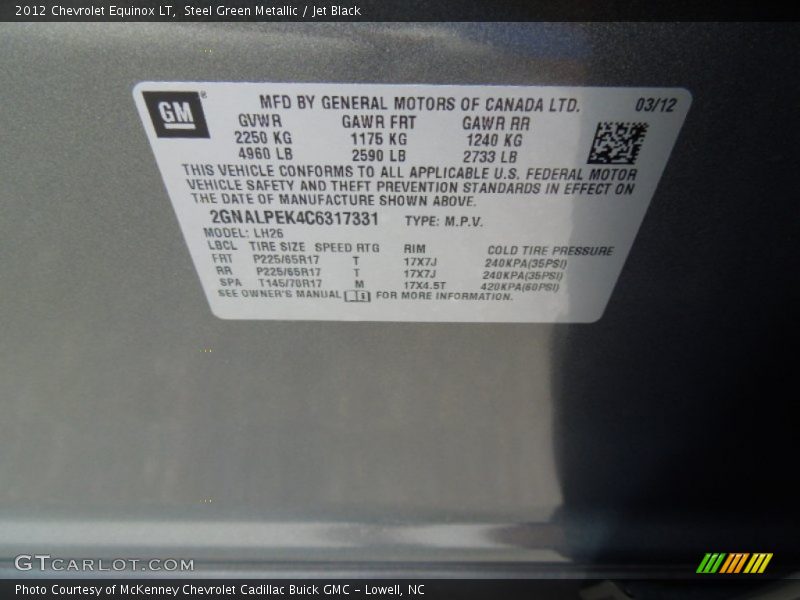 2012 Chevrolet Equinox LT,  Steel Green Metallic / Jet Black
GM ®
MFD BY GENERAL MOTORS OF CANADA LTD. 03/12
GVWR GAWR FRT GAWR RR
2250 KG 1175 KG 1240 KG
4960 LB 2590 LB 2733 LB
THIS VEHICLE CONFORMS TO ALL APPLICABLE U.S. FEDERAL MOTOR
VEHICLE SAFETY AND THEFT PREVENTION STANDARDS IN EFFECT ON
THE DATE OF MANUFACTURE SHOWN ABOVE.
2GNALPEK4C6317331 TYPE: M.P.V.
MODEL: LH26
LBCL TIRE SIZE SPEED RTG RIM COLD TIRE PRESSURE
FRT P225/65R17 T 17X7J 240KPA(35PSI)
RR P225/65R17 T 17X7J 240KPA(35PSI)
SPA T145/70R17 M 17X4.5T 420KPA(60PSI)
SEE OWNER'S MANUAL FOR MORE INFORMATION.
GTCARLOT.COM
Photo Courtesy of McKenney Chevrolet Cadillac Buick GMC – Lowell, NC